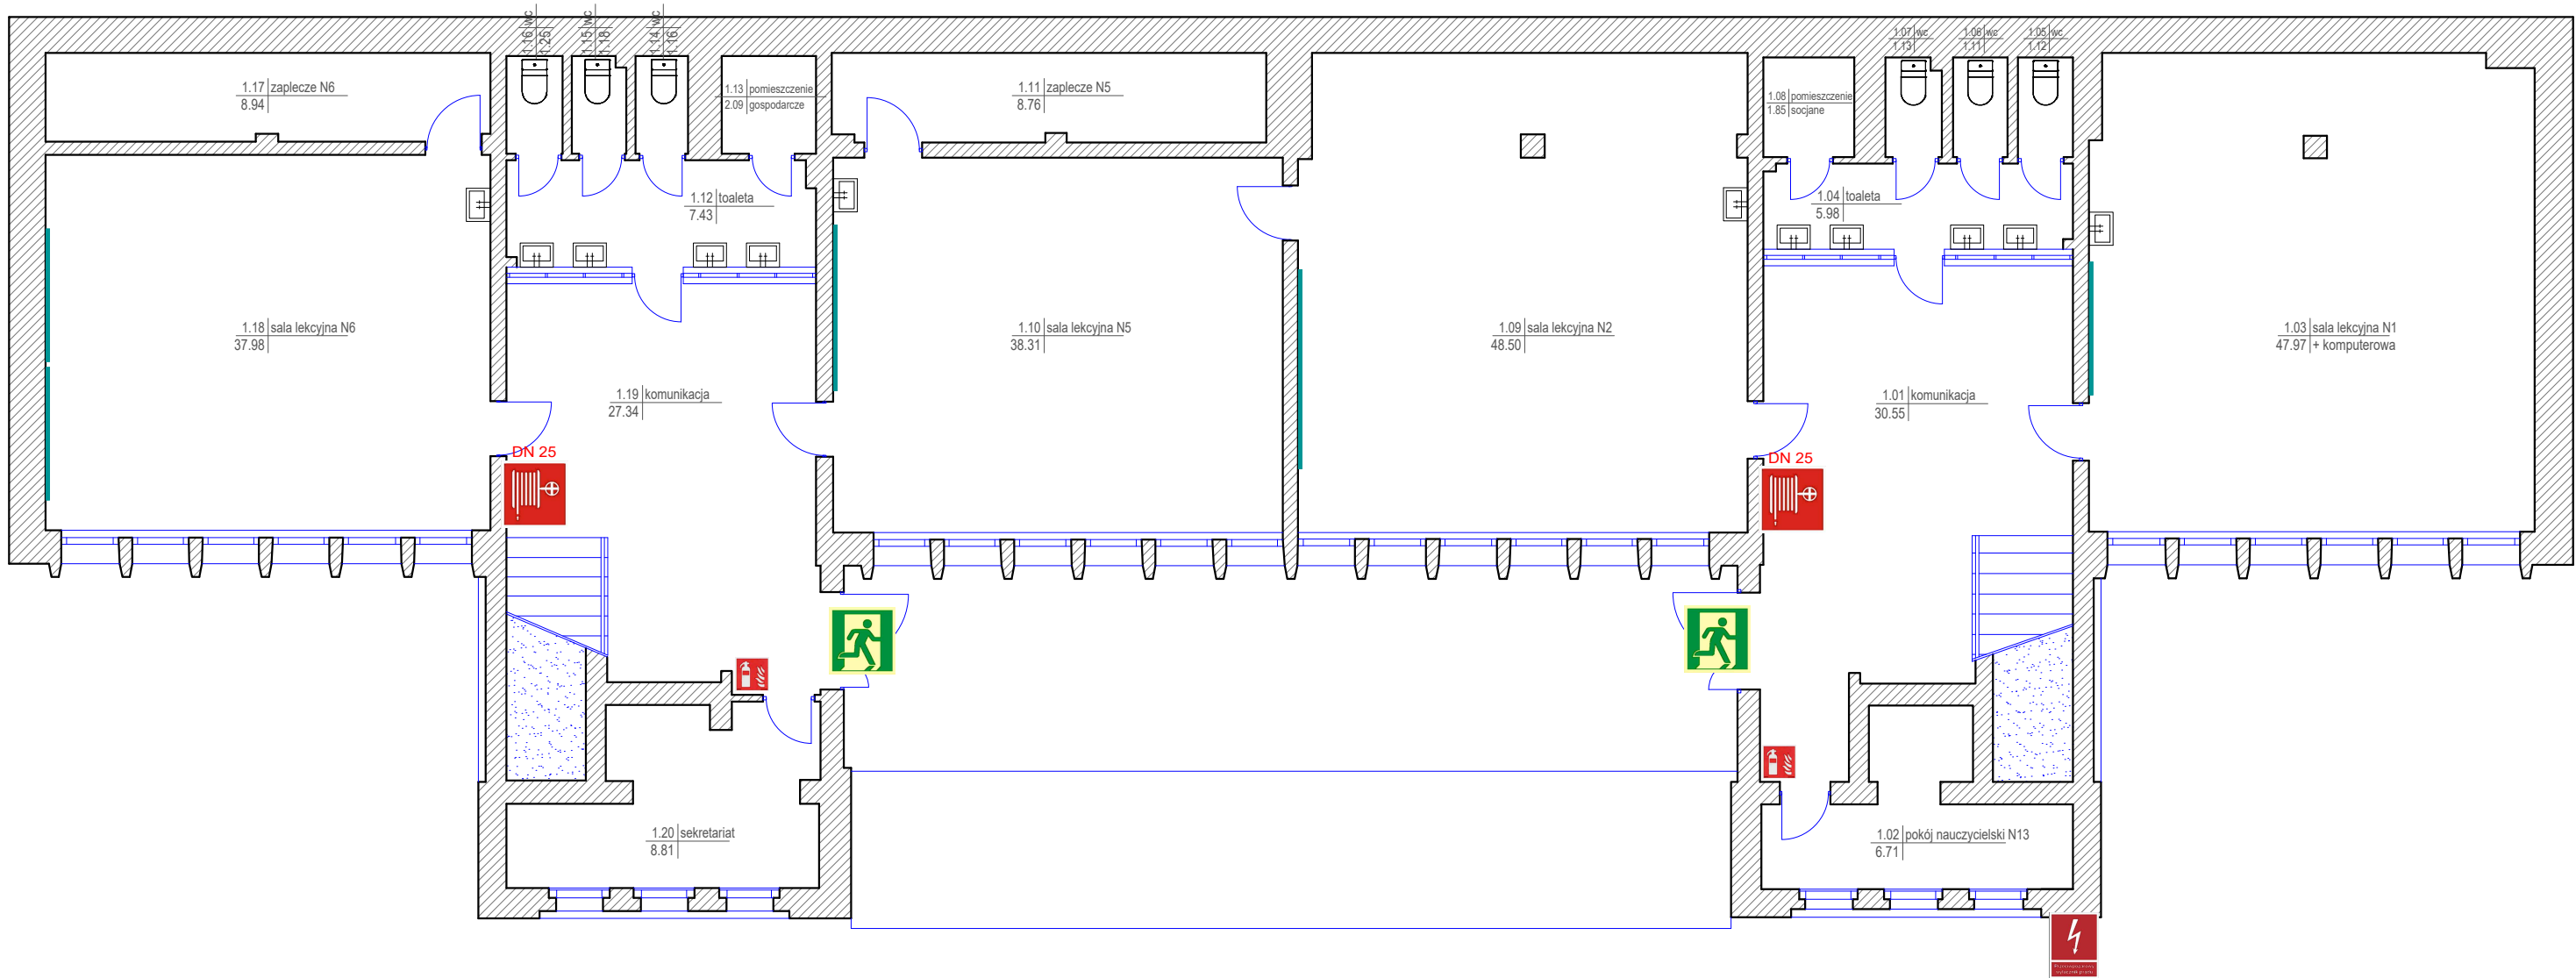 1.16 wc
1.25
1.15 wc
1.18
1.14 wc
1.16
1.07 wc
1.13
1.06 wc
1.11
1.05 wc
1.12
1.17 zaplecze N6
8.94
1.13 pomieszczenie
2.09 gospodarcze
1.11 zaplecze N5
8.76
1.08 pomieszczenie
1.85 socjane
1.12 toaleta
7.43
1.04 toaleta
5.98
1.18 sala lekcyjna N6
37.98
1.10 sala lekcyjna N5
38.31
1.09 sala lekcyjna N2
48.50
1.03 sala lekcyjna N1
47.97 + komputerowa
1.19 komunikacja
27.34
1.01 komunikacja
30.55
DN 25
DN 25
1.20 sekretariat
8.81
1.02 pokój nauczycielski N13
6.71